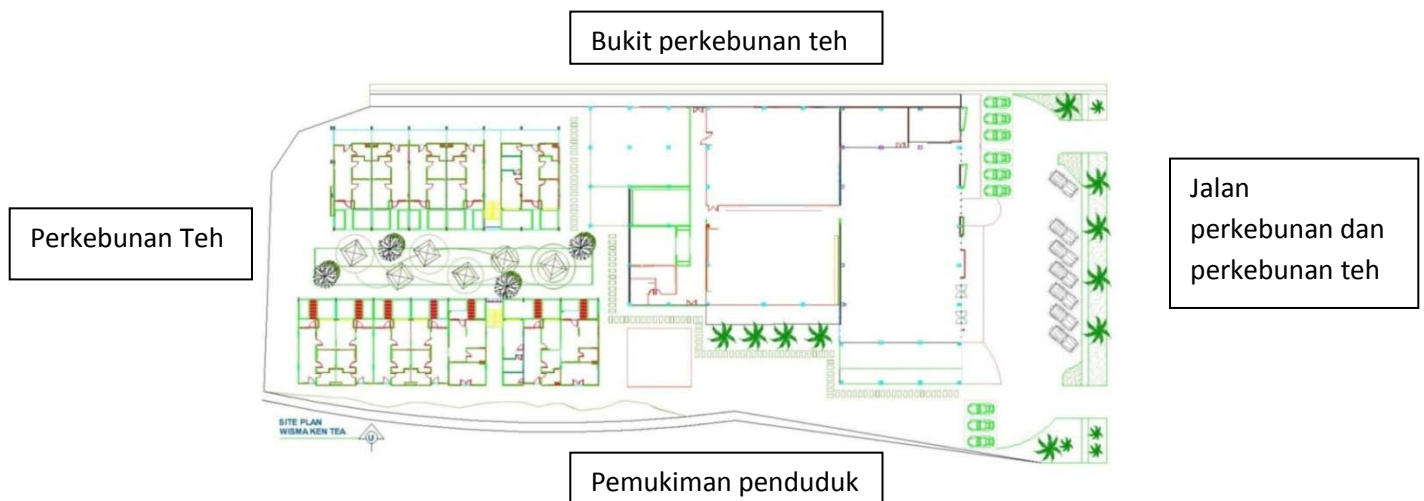 Bukit perkebunan teh
Perkebunan Teh
Jalan
perkebunan dan
perkebunan teh
SITE PLAN
WISMA KEN TEA
U
Pemukiman penduduk